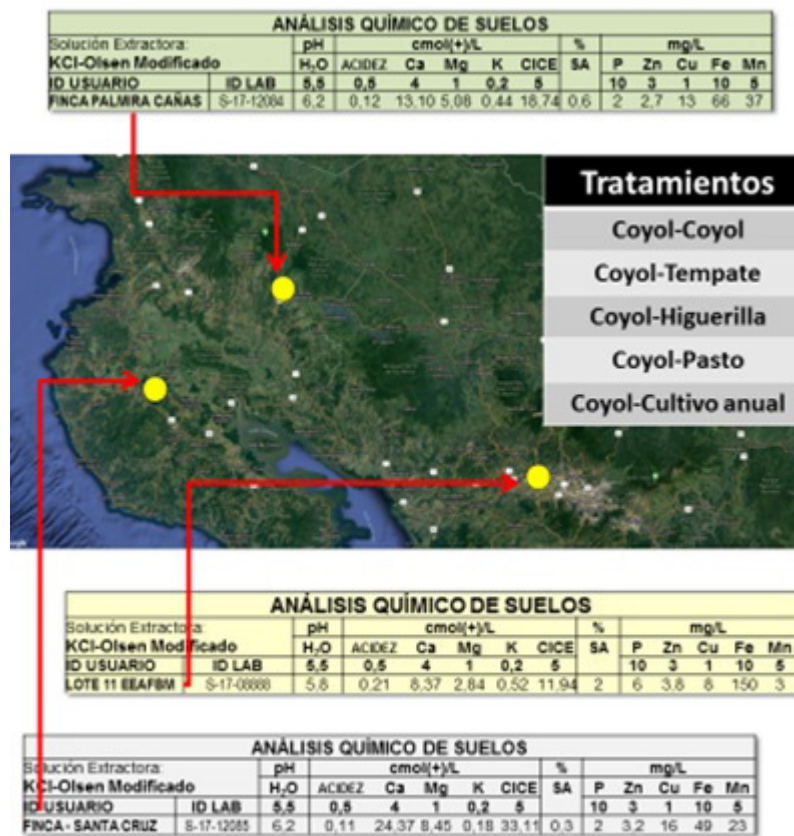 ANÁLISIS QUÍMICO DE SUELOS
Solución Extractora: pH cmol(+)/L % mg/L
KCl-Olsen Modificado H₂O ACIDEZ Ca Mg K CICE SA P Zn Cu Fe Mn
ID USUARIO ID LAB 5,5 0,5 4 1 0,2 5 10 3 1 10 5
FINCA PALMIRA CAÑAS S-17-12084 6,2 0,12 13,10 5,08 0,44 18,74 0,6 2 2,7 13 66 37
Tratamientos
Coyol-Coyol
Coyol-Tempate
Coyol-Higuerilla
Coyol-Pasto
Coyol-Cultivo anual
ANÁLISIS QUÍMICO DE SUELOS
Solución Extractora: pH cmol(+)/L % mg/L
KCl-Olsen Modificado H₂O ACIDEZ Ca Mg K CICE SA P Zn Cu Fe Mn
ID USUARIO ID LAB 5,5 0,5 4 1 0,2 5 10 3 1 10 5
LOTE 11 EEAFBM S-17-08888 5,8 0,21 8,37 2,84 0,52 11,94 2 6 3,8 8 150 3
ANÁLISIS QUÍMICO DE SUELOS
Solución Extractora: pH cmol(+)/L % mg/L
KCl-Olsen Modificado H₂O ACIDEZ Ca Mg K CICE SA P Zn Cu Fe Mn
ID USUARIO ID LAB 5,5 0,5 4 1 0,2 5 10 3 1 10 5
FINCA - SANTA CRUZ S-17-12085 6,2 0,11 24,37 8,45 0,18 33,11 0,3 2 3,2 16 49 23